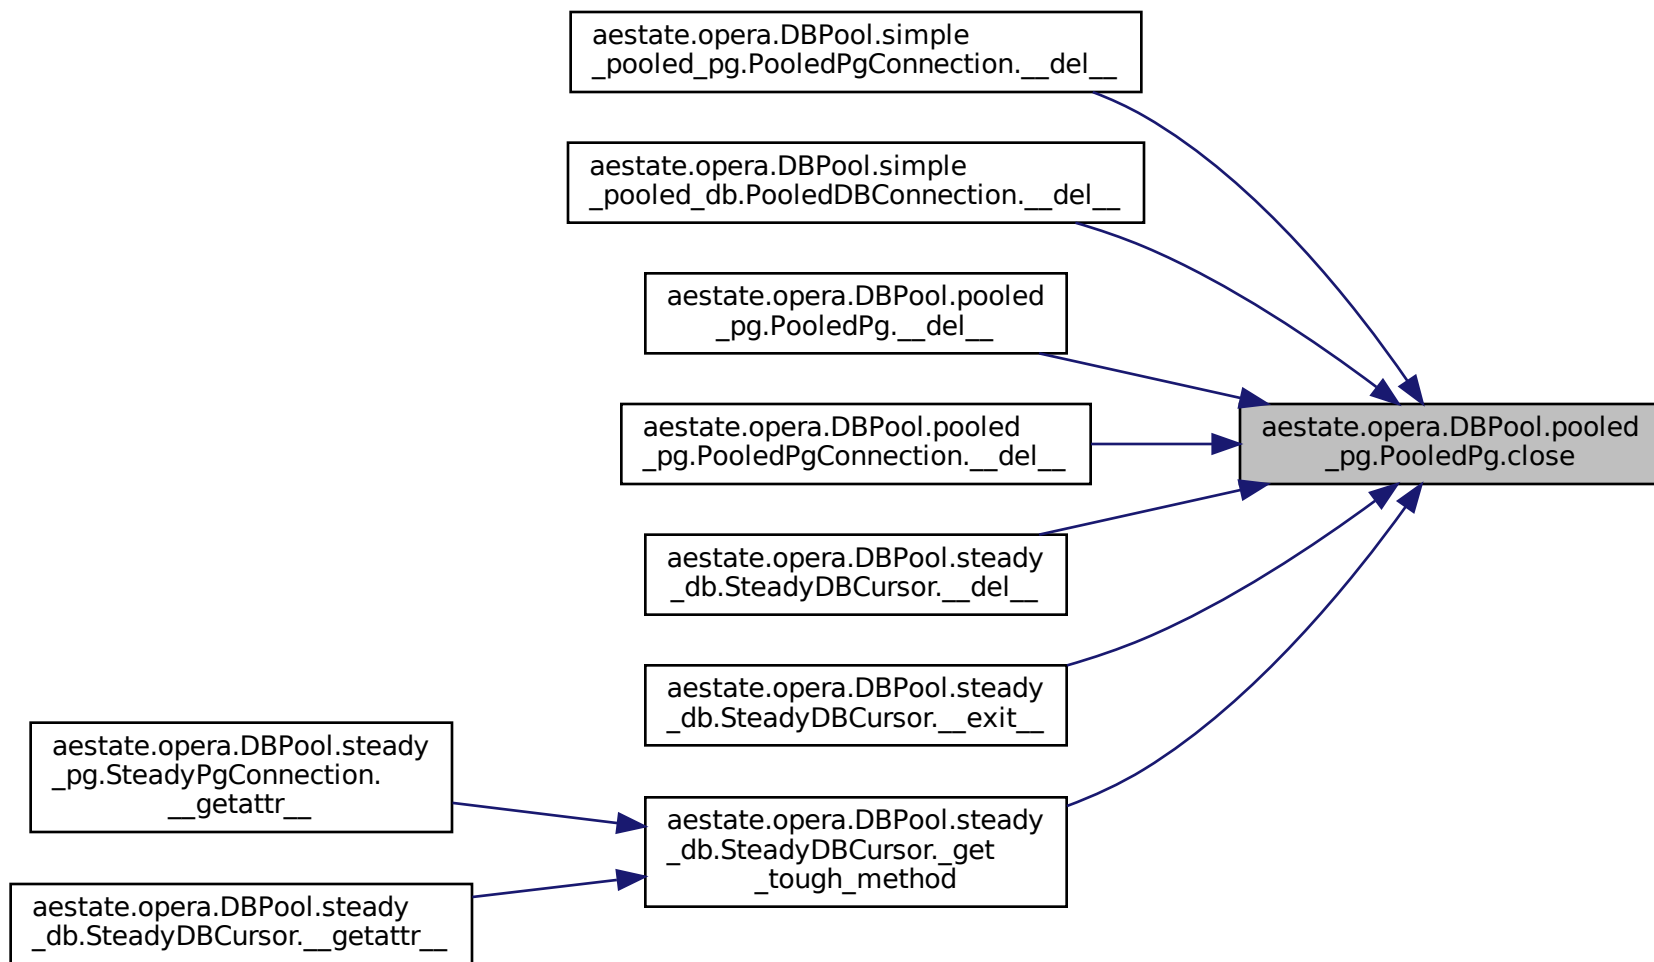 aestate.opera.DBPool.simple
_pooled_pg.PooledPgConnection.__del__
aestate.opera.DBPool.simple
_pooled_db.PooledDBConnection.__del__
aestate.opera.DBPool.pooled
_pg.PooledPg.__del__
aestate.opera.DBPool.pooled
_pg.PooledPgConnection.__del__
aestate.opera.DBPool.pooled
_pg.PooledPg.close
aestate.opera.DBPool.steady
_db.SteadyDBCursor.__del__
aestate.opera.DBPool.steady
_db.SteadyDBCursor.__exit__
aestate.opera.DBPool.steady
_pg.SteadyPgConnection.
__getattr__
aestate.opera.DBPool.steady
_db.SteadyDBCursor._get
_tough_method
aestate.opera.DBPool.steady
_db.SteadyDBCursor.__getattr__